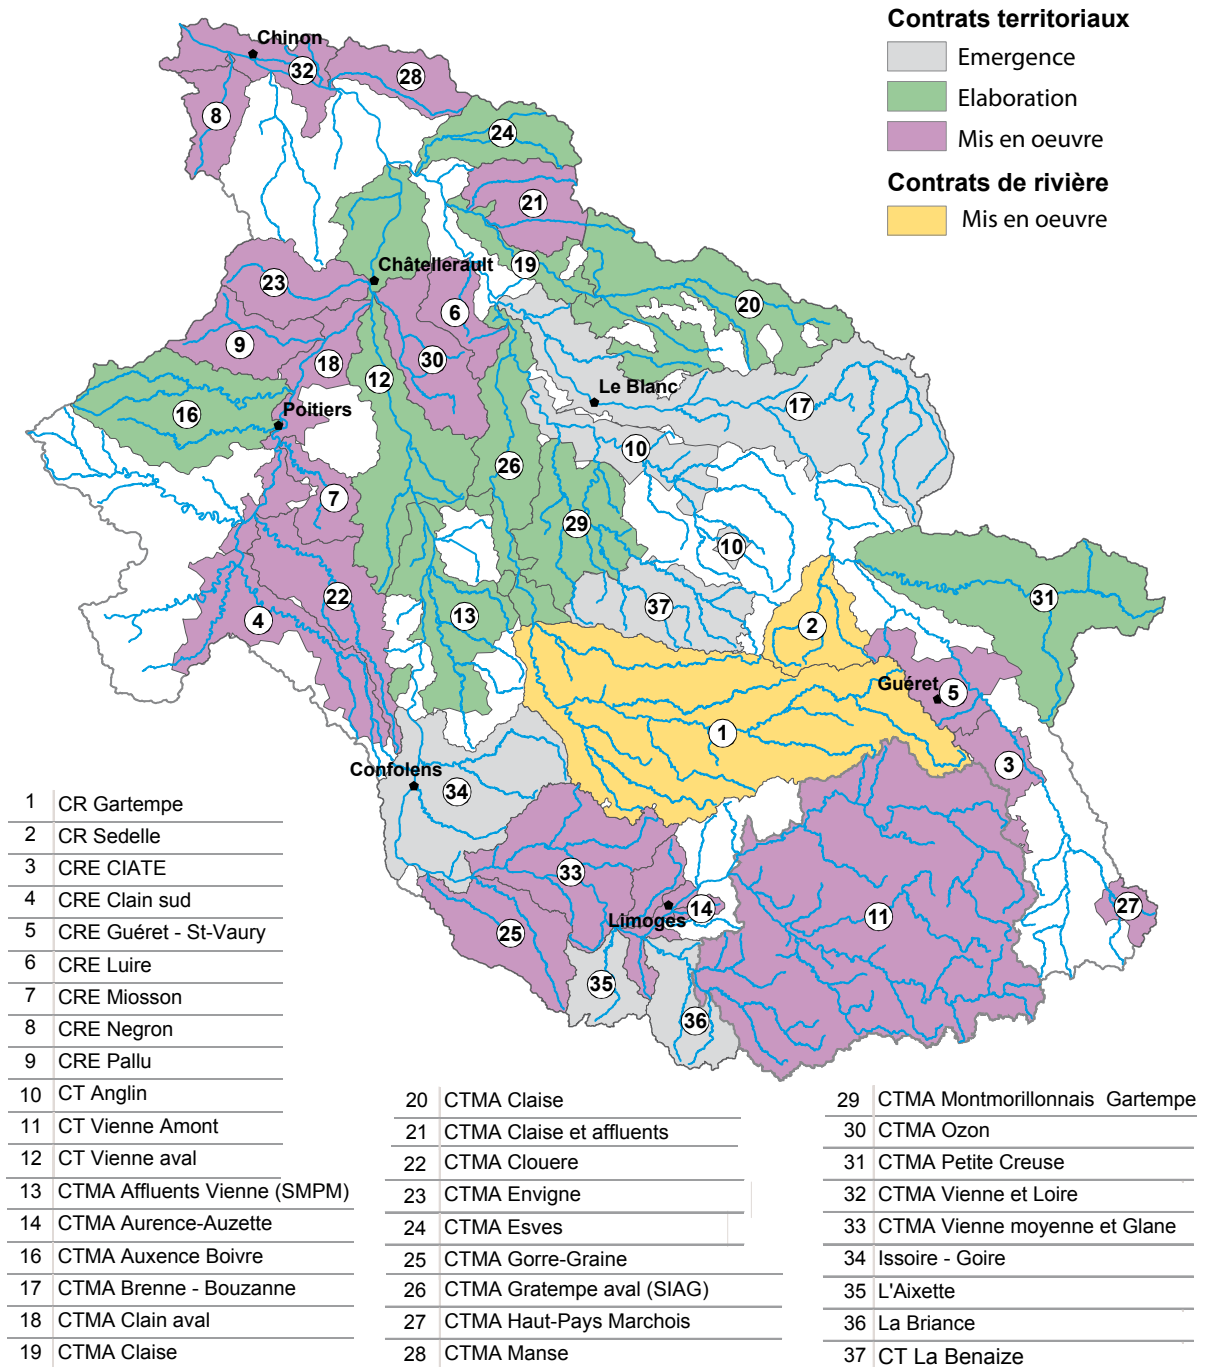 Contrats territoriaux
Emergence
Elaboration
Mis en oeuvre
Contrats de rivière
Mis en oeuvre
Chinon
32
28
8
24
21
Châtellerault
19
23
20
6
9
18
30
12
Le Blanc
17
16
Poitiers
10
26
7
29
10
22
37
31
13
4
2
Guéret
5
1
3
Confolens
34
33
27
14
Limoges
11
25
35
36
1 CR Gartempe
2 CR Sedelle
3 CRE CIATE
4 CRE Clain sud
5 CRE Guéret - St-Vaury
6 CRE Luire
7 CRE Miosson
8 CRE Negron
9 CRE Pallu
10 CT Anglin
11 CT Vienne Amont
12 CT Vienne aval
13 CTMA Affluents Vienne (SMPM)
14 CTMA Aurence-Auzette
16 CTMA Auxence Boivre
17 CTMA Brenne - Bouzanne
18 CTMA Clain aval
19 CTMA Claise
20 CTMA Claise
21 CTMA Claise et affluents
22 CTMA Clouere
23 CTMA Envigne
24 CTMA Esves
25 CTMA Gorre-Graine
26 CTMA Gratempe aval (SIAG)
27 CTMA Haut-Pays Marchois
28 CTMA Manse
29 CTMA Montmorillonnais Gartempe
30 CTMA Ozon
31 CTMA Petite Creuse
32 CTMA Vienne et Loire
33 CTMA Vienne moyenne et Glane
34 Issoire - Goire
35 L'Aixette
36 La Briance
37 CT La Benaize